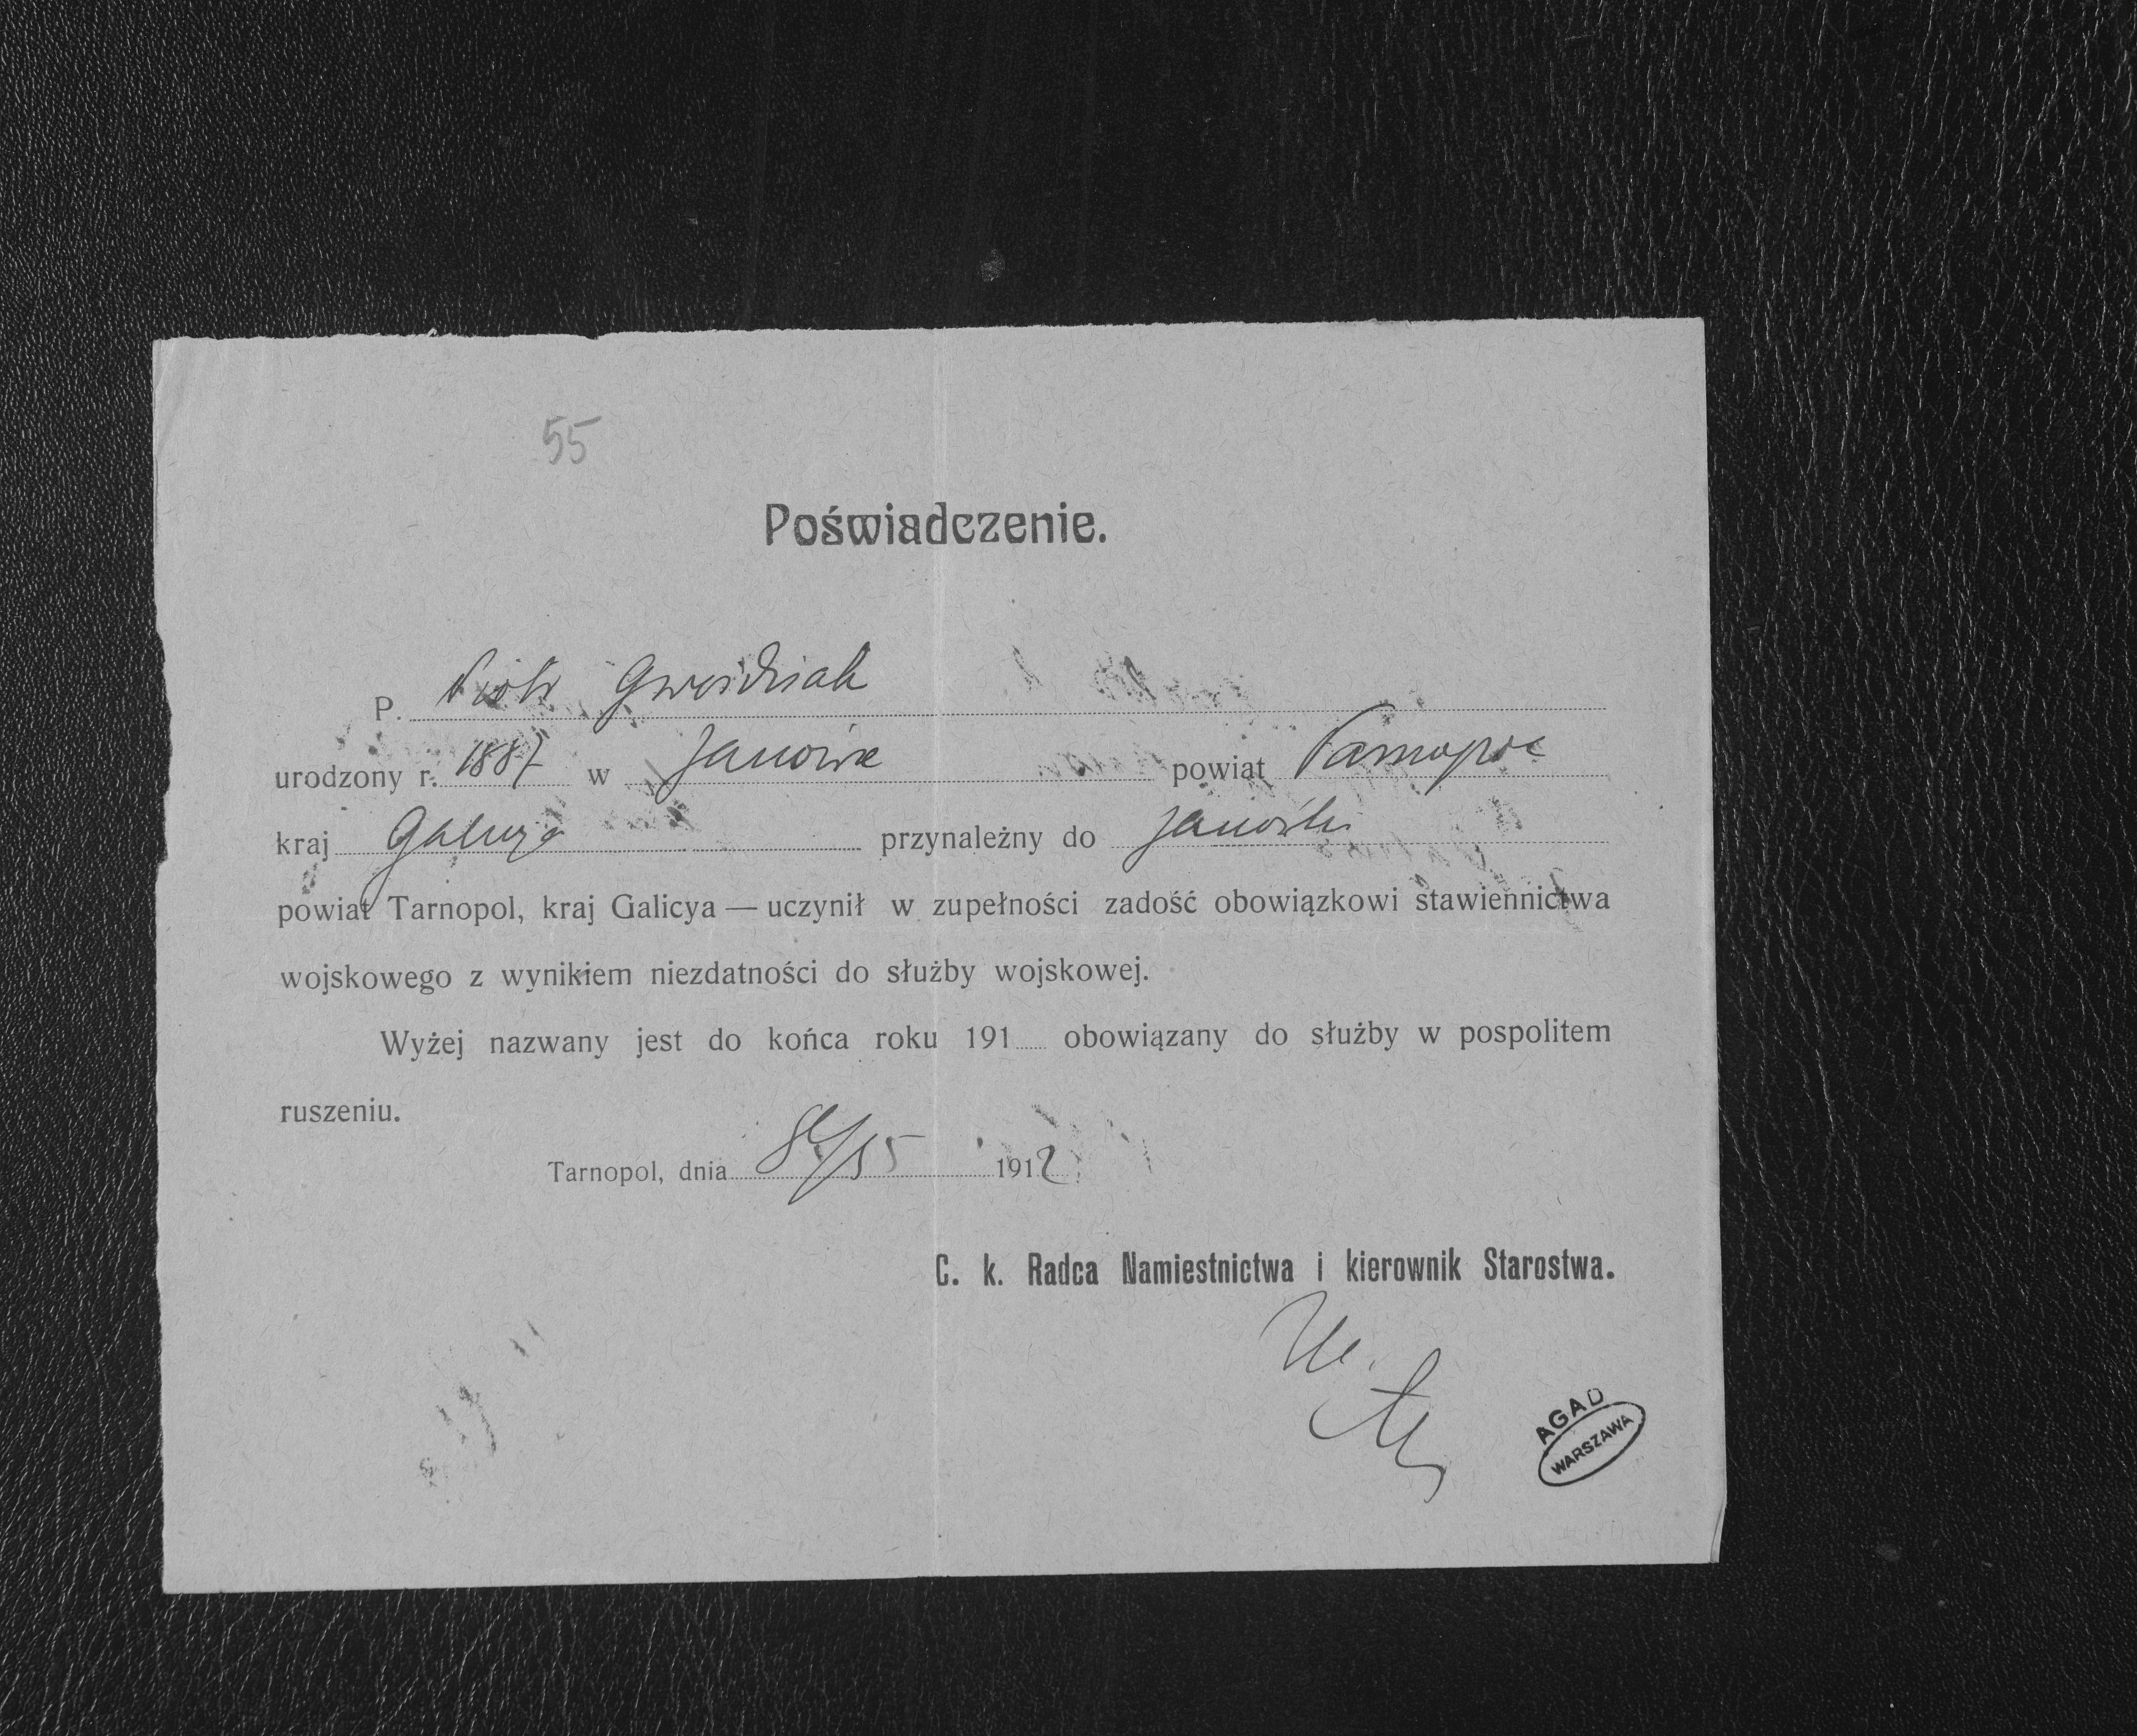 55
Poświadczenie.
P. Piotr Gwoździak
urodzony r. 1887 w Janówce powiat Tarnopol
kraj Galicya przynależny do Janówki
powiat Tarnopol, kraj Galicya — uczynił w zupełności zadość obowiązkowi stawiennictwa
wojskowego z wynikiem niezdatności do służby wojskowej.
Wyżej nazwany jest do końca roku 191 obowiązany do służby w pospolitem
ruszeniu.
Tarnopol, dnia 1912
C. k. Radca Namiestnictwa i kierownik Starostwa.
AGAD
WARSZAWA